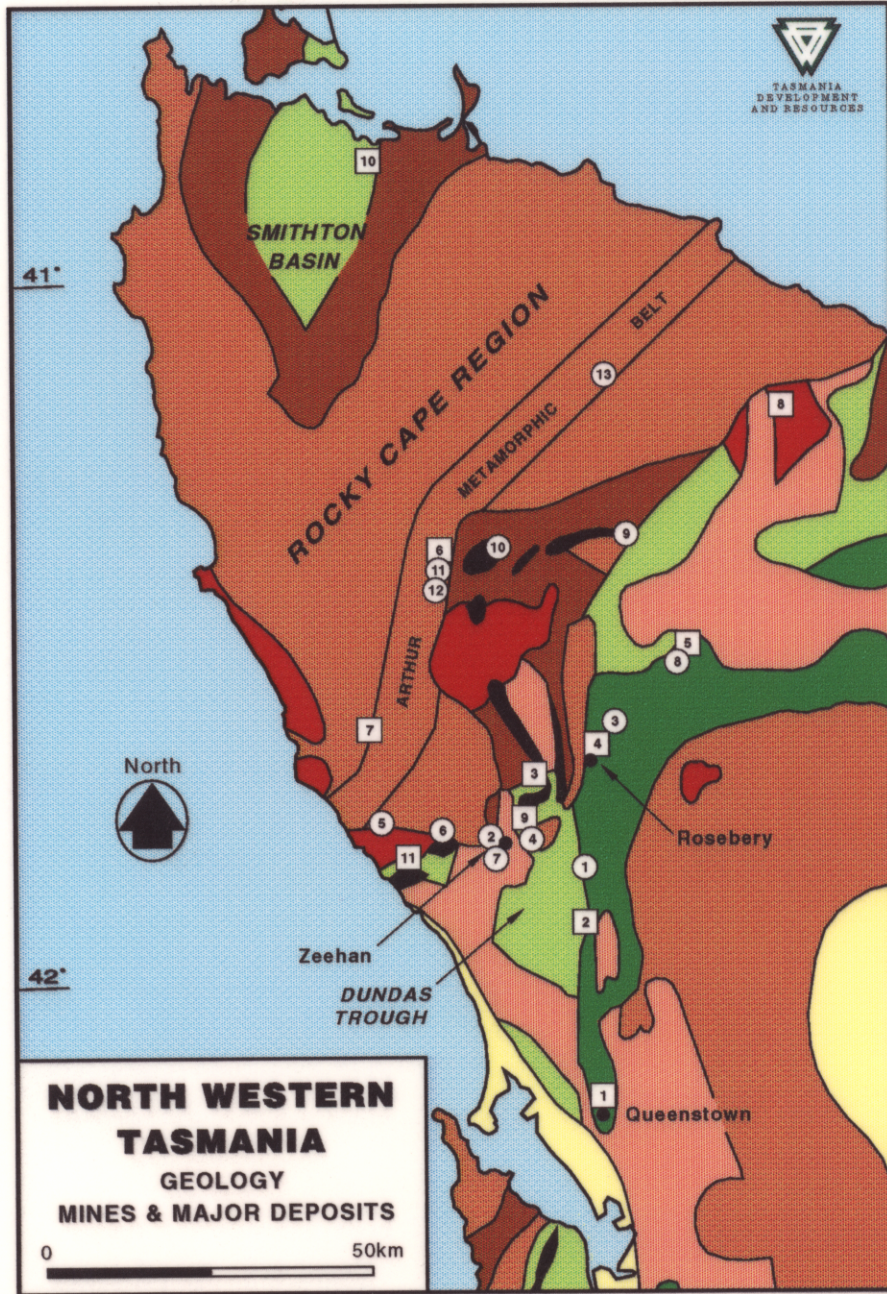 TASMANIA
DEVELOPMENT
AND RESOURCES
10
SMITHTON
BASIN
41°
ROCKY CAPE REGION
BELT
13
METAMORPHIC
8
6
10
9
11
12
ARTHUR
5
8
7
3
4
North
3
Rosebery
5
6
2
9
4
11
7
1
2
Zeehan
42°
DUNDAS
TROUGH
1
Queenstown
NORTH WESTERN
TASMANIA
GEOLOGY
MINES & MAJOR DEPOSITS
0
50km